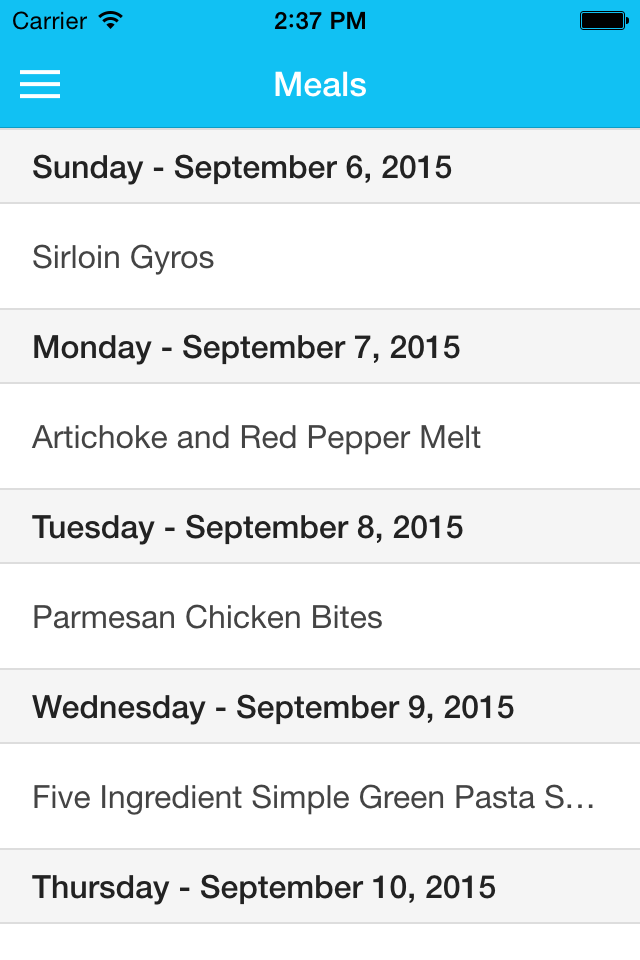 Carrier 2:37 PM
Meals
Sunday - September 6, 2015
Sirloin Gyros
Monday - September 7, 2015
Artichoke and Red Pepper Melt
Tuesday - September 8, 2015
Parmesan Chicken Bites
Wednesday - September 9, 2015
Five Ingredient Simple Green Pasta S...
Thursday - September 10, 2015